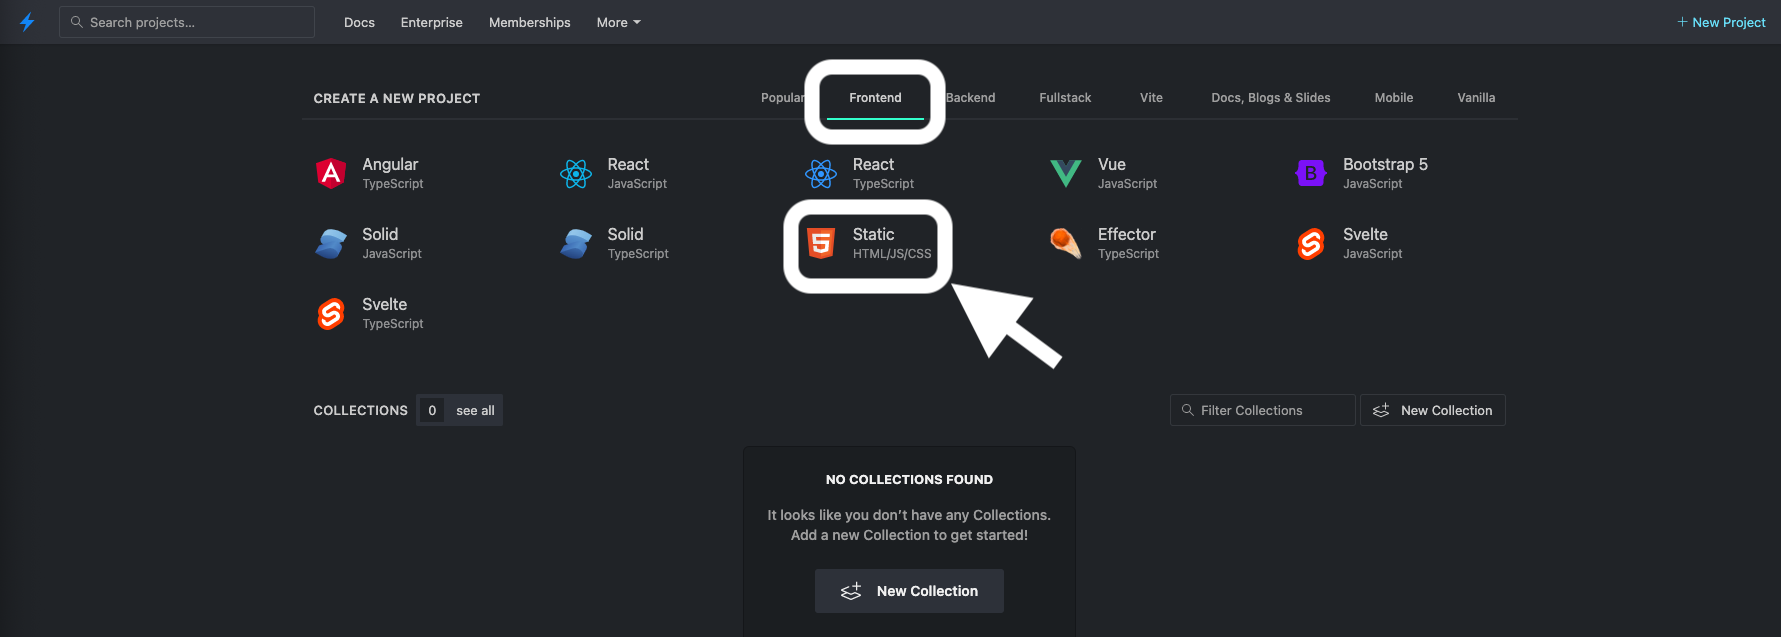 Search projects...
Docs
Enterprise
Memberships
More
+ New Project
CREATE A NEW PROJECT
Popular
Frontend
Backend
Fullstack
Vite
Docs, Blogs & Slides
Mobile
Vanilla
Angular
TypeScript
React
JavaScript
React
TypeScript
Vue
JavaScript
Bootstrap 5
JavaScript
Solid
JavaScript
Solid
TypeScript
Static
HTML/JS/CSS
Effector
TypeScript
Svelte
JavaScript
Svelte
TypeScript
COLLECTIONS
0
see all
Filter Collections
New Collection
NO COLLECTIONS FOUND
It looks like you don’t have any Collections.
Add a new Collection to get started!
New Collection